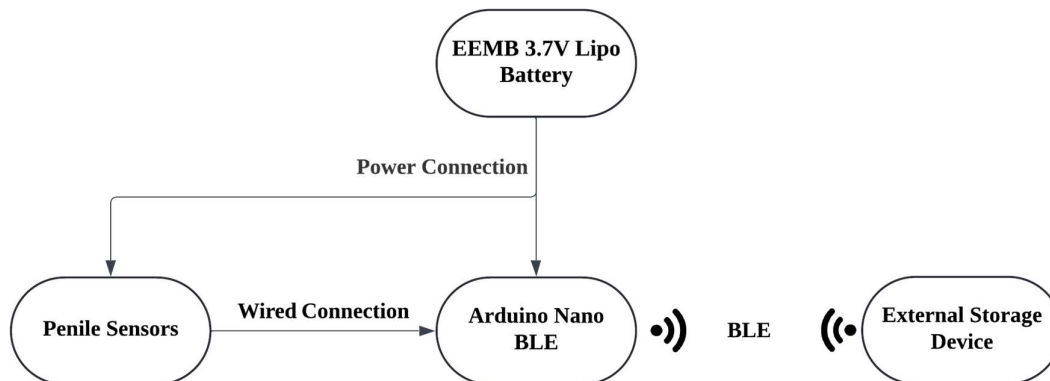 EEMB 3.7V Lipo
Battery
Power Connection
Penile Sensors
Wired Connection
Arduino Nano
BLE
BLE
External Storage
Device